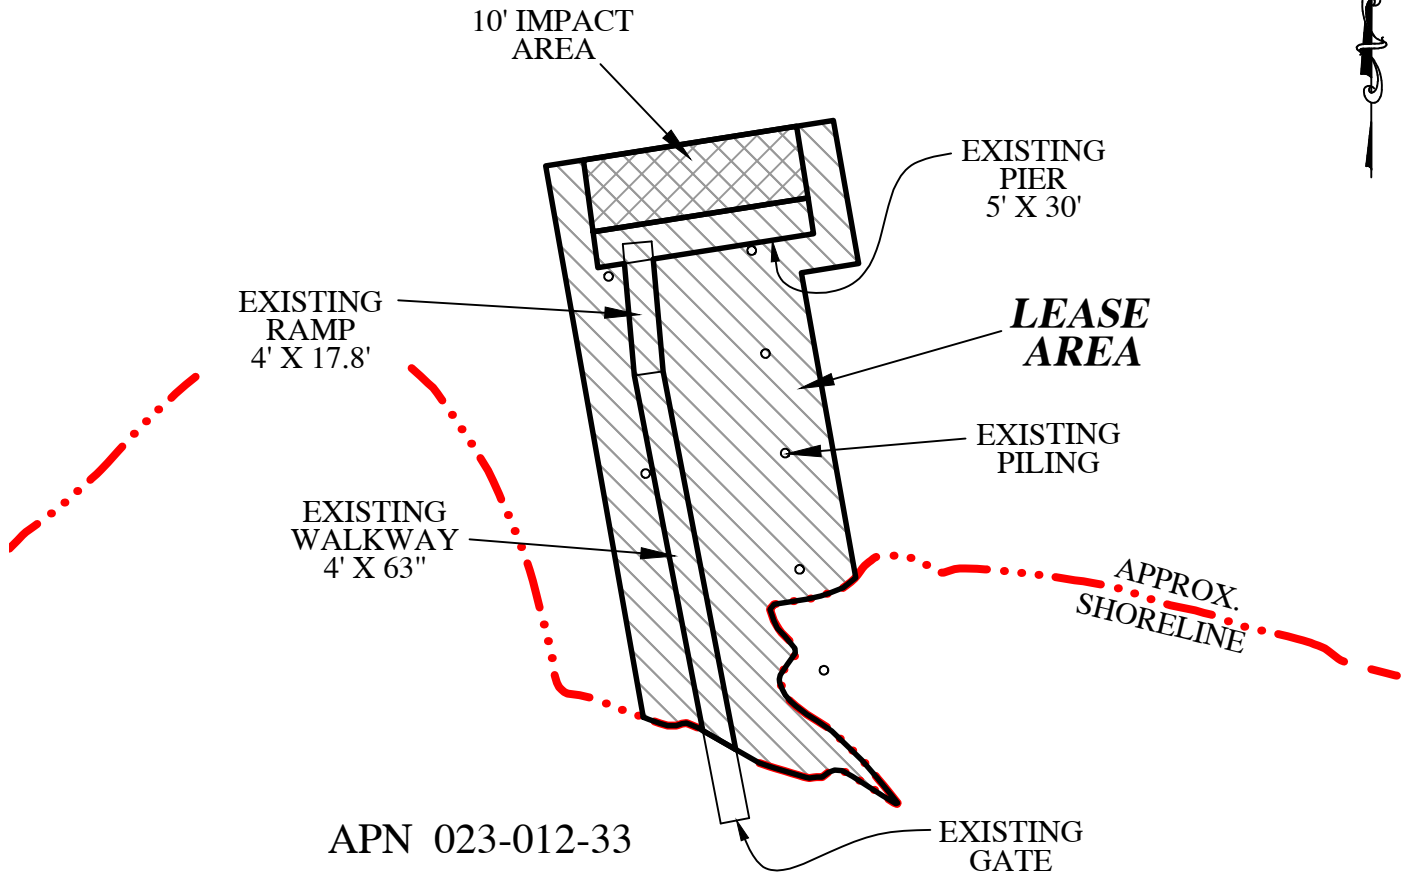 10' IMPACT
AREA
EXISTING
PIER
5' X 30'
EXISTING
RAMP
4' X 17.8'
LEASE
AREA
EXISTING
PILING
EXISTING
WALKWAY
4' X 63"
APPROX.
SHORELINE
APN 023-012-33
EXISTING
GATE